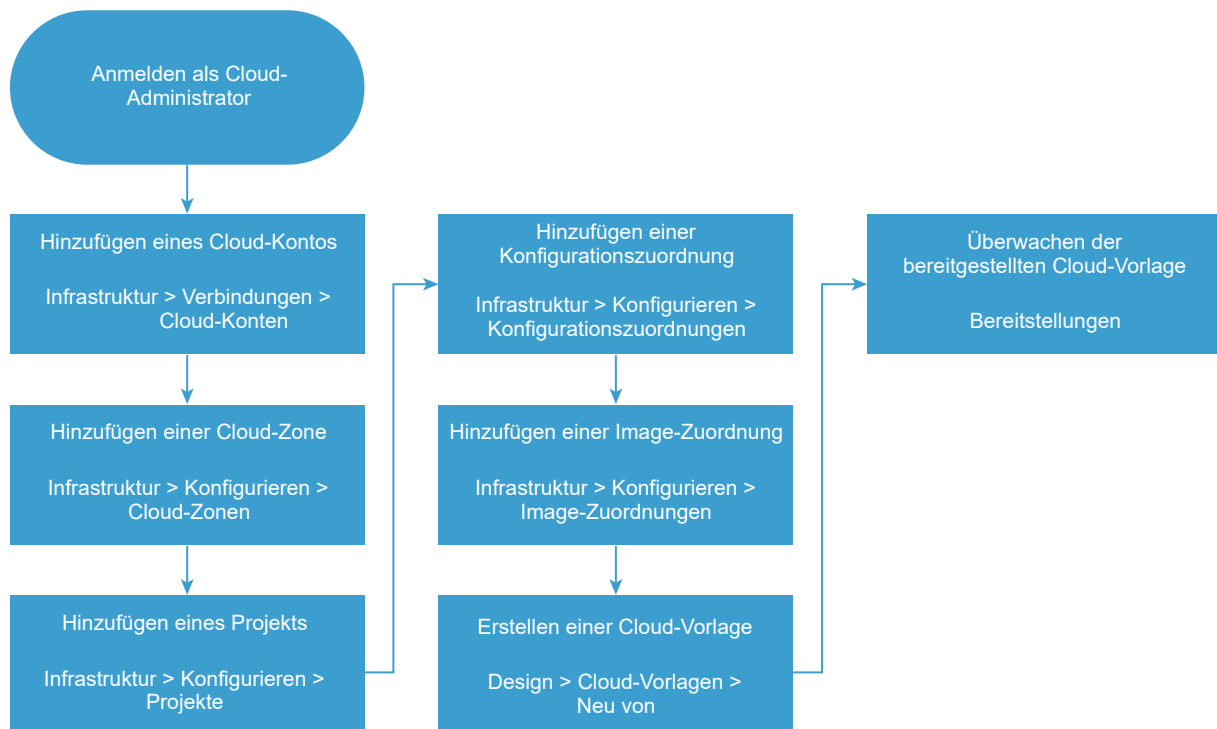 Anmelden als Cloud-
Administrator
Hinzufügen eines Cloud-Kontos
Infrastruktur > Verbindungen >
Cloud-Konten
Hinzufügen einer Cloud-Zone
Infrastruktur > Konfigurieren >
Cloud-Zonen
Hinzufügen eines Projekts
Infrastruktur > Konfigurieren >
Projekte
Hinzufügen einer
Konfigurationszuordnung
Infrastruktur > Konfigurieren >
Konfigurationszuordnungen
Hinzufügen einer Image-Zuordnung
Infrastruktur > Konfigurieren >
Image-Zuordnungen
Erstellen einer Cloud-Vorlage
Design > Cloud-Vorlagen >
Neu von
Überwachen der
bereitgestellten Cloud-Vorlage
Bereitstellungen